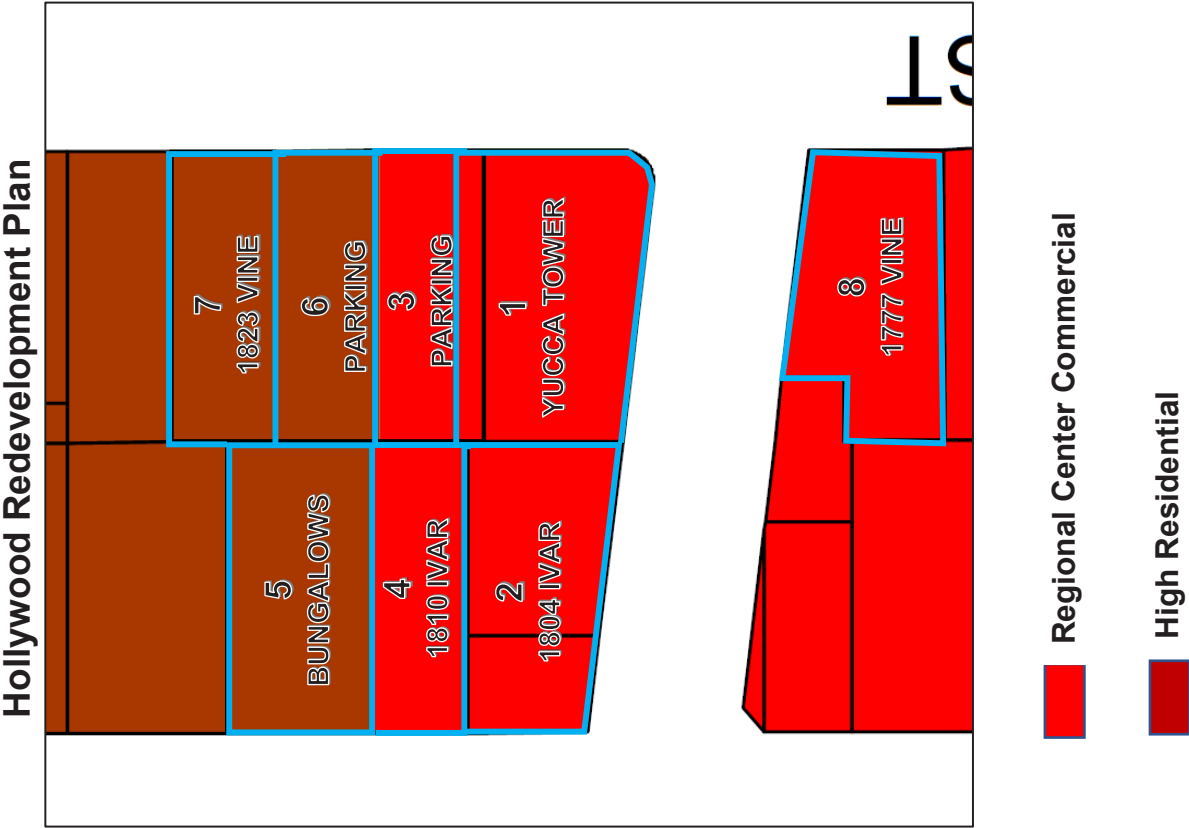 Hollywood Redevelopment Plan
7
1823 VINE
5
BUNGALOWS
6
PARKING
4
1810 IVAR
3
PARKING
2
1804 IVAR
1
YUCCA TOWER
8
1777 VINE
ST
Regional Center Commercial
High Residential